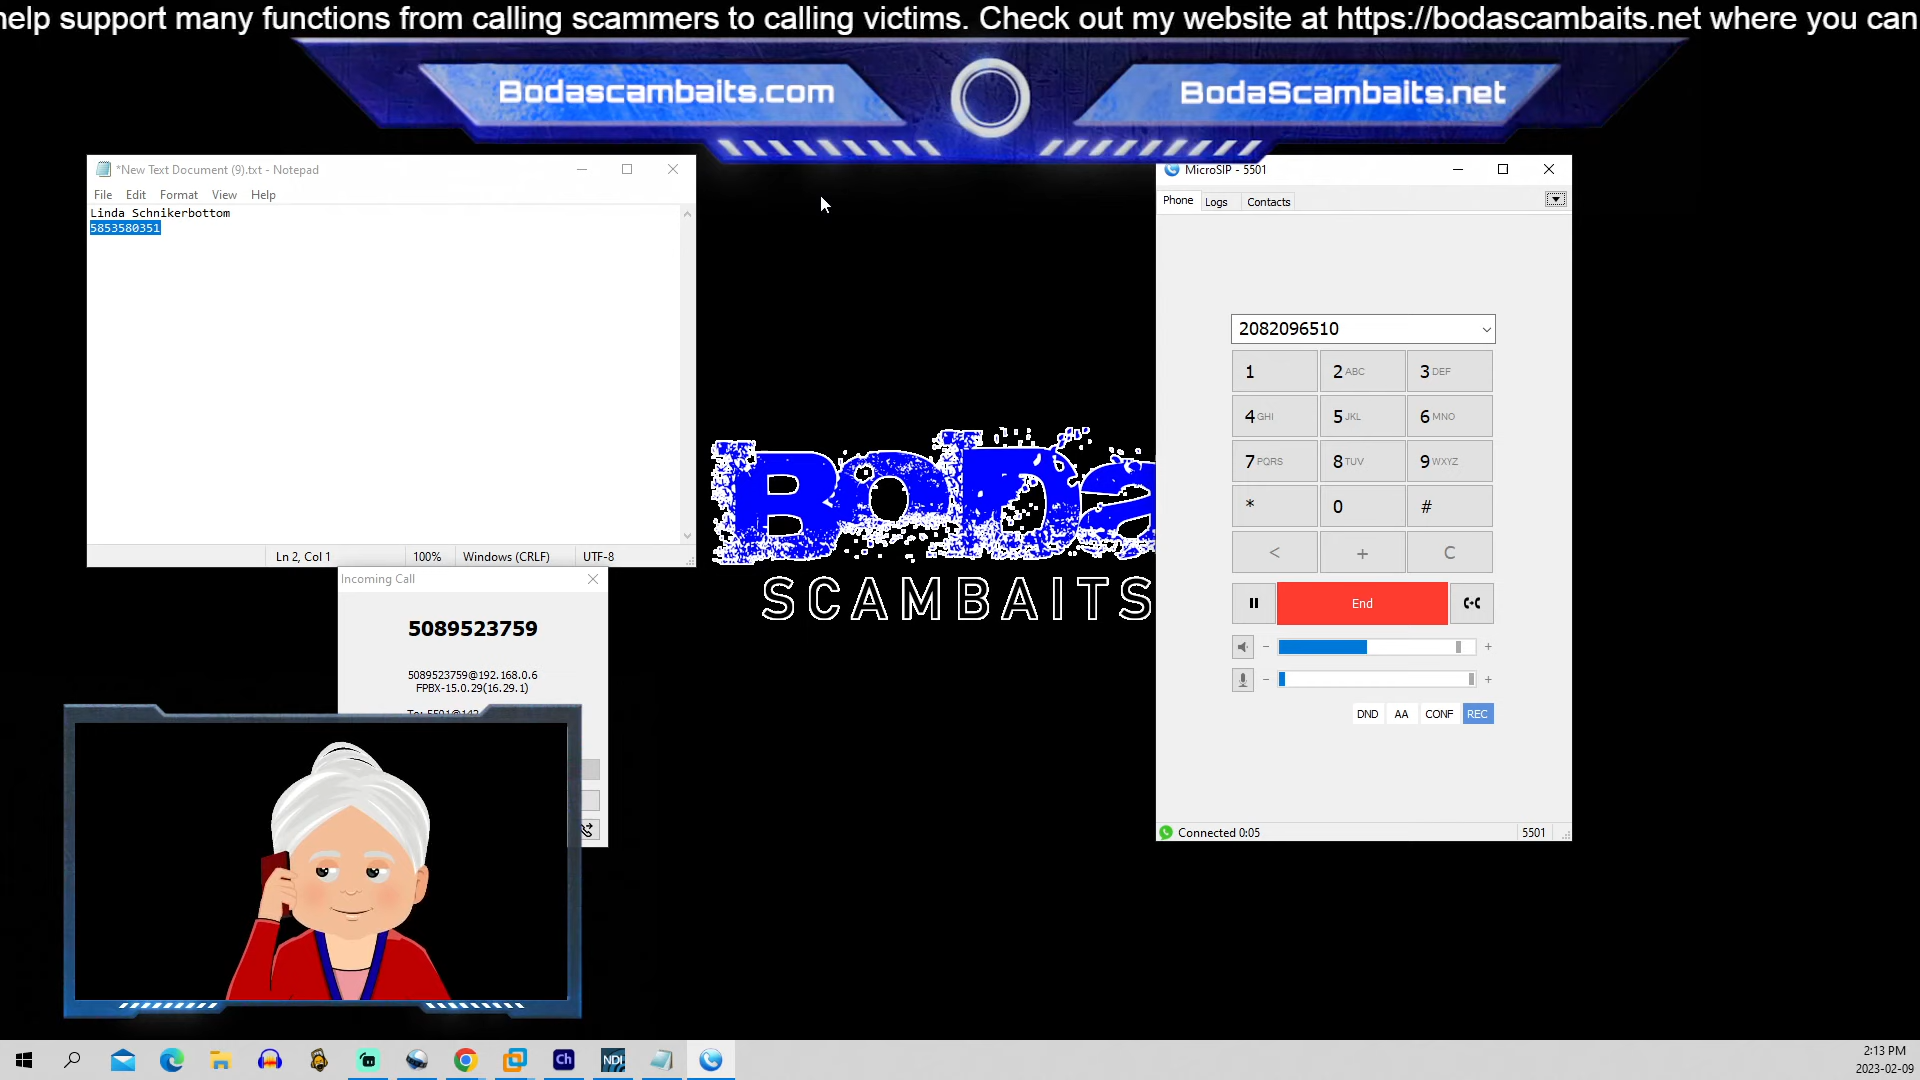 help support many functions from calling scammers to calling victims. Check out my website at https://bodascambaits.net where you can
Bodascambaits.com
BodaScambaits.net
*New Text Document (9).txt - Notepad
File Edit Format View Help
Linda Schnikerbottom
5853580351
Ln 2, Col 1 100% Windows (CRLF) UTF-8
Incoming Call
5089523759
5089523759@192.168.0.6
FPBX-15.0.29(16.29.1)
BoDa
SCAMBAITS
MicroSIP - 5501
Phone Logs Contacts
2082096510
1 2 ABC 3 DEF
4 GHI 5 JKL 6 MNO
7 PQRS 8 TUV 9 WXYZ
* 0 #
< + C
End
- +
- +
DND AA CONF REC
Connected 0:05 5501
Ch
NDI
2:13 PM
2023-02-09